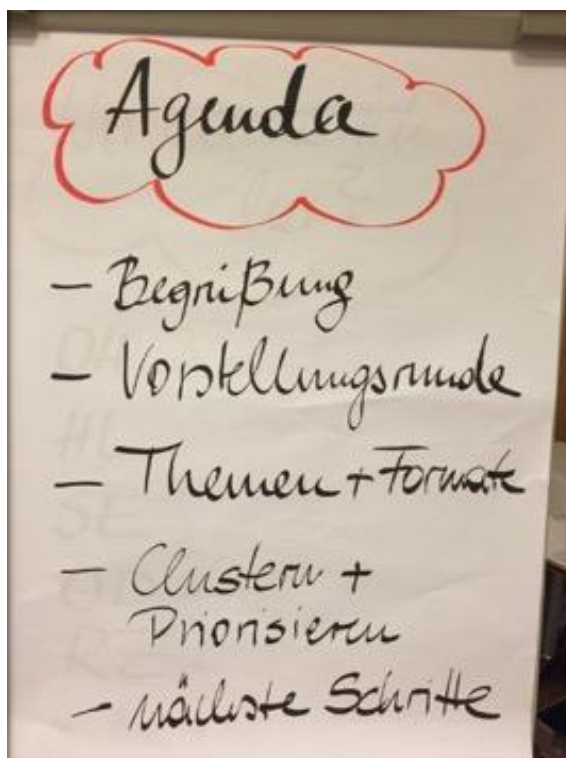 Agenda
- Begrüßung
- Vorstellungsrunde
- Themen + Formate
- Clustern +
Priorisieren
- nächste Schritte